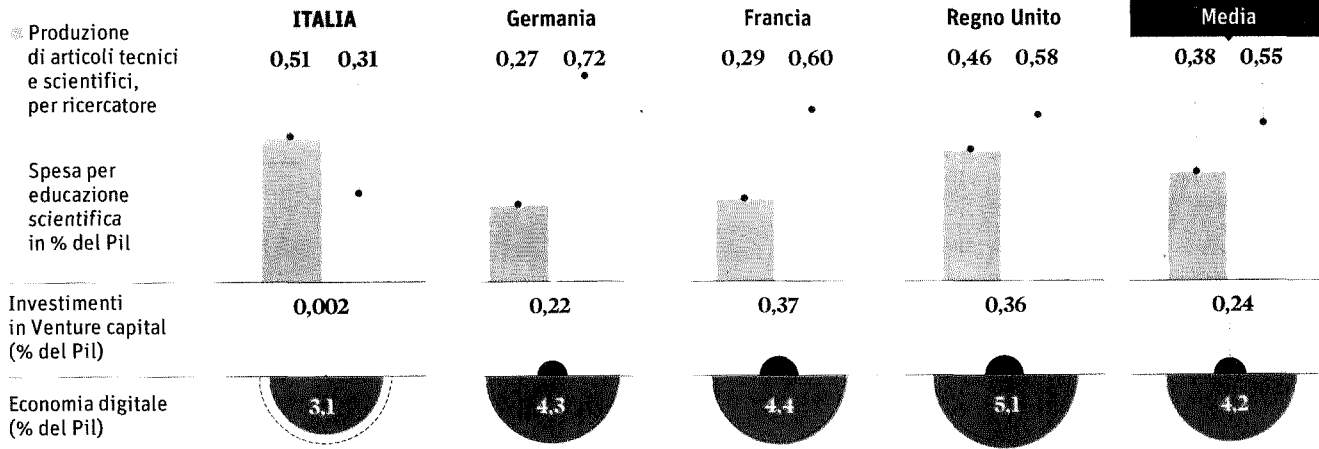 ITALIA Germania Francia Regno Unito Media
Produzione
di articoli tecnici
e scientifici,
per ricercatore
0,51 0,31 0,27 0,72 0,29 0,60 0,46 0,58 0,38 0,55
Spesa per
educazione
scientifica
in % del Pil
Investimenti
in Venture capital
(% del Pil)
0,002 0,22 0,37 0,36 0,24
Economia digitale
(% del Pil)
3.1 4.3 4.4 5.1 4.2